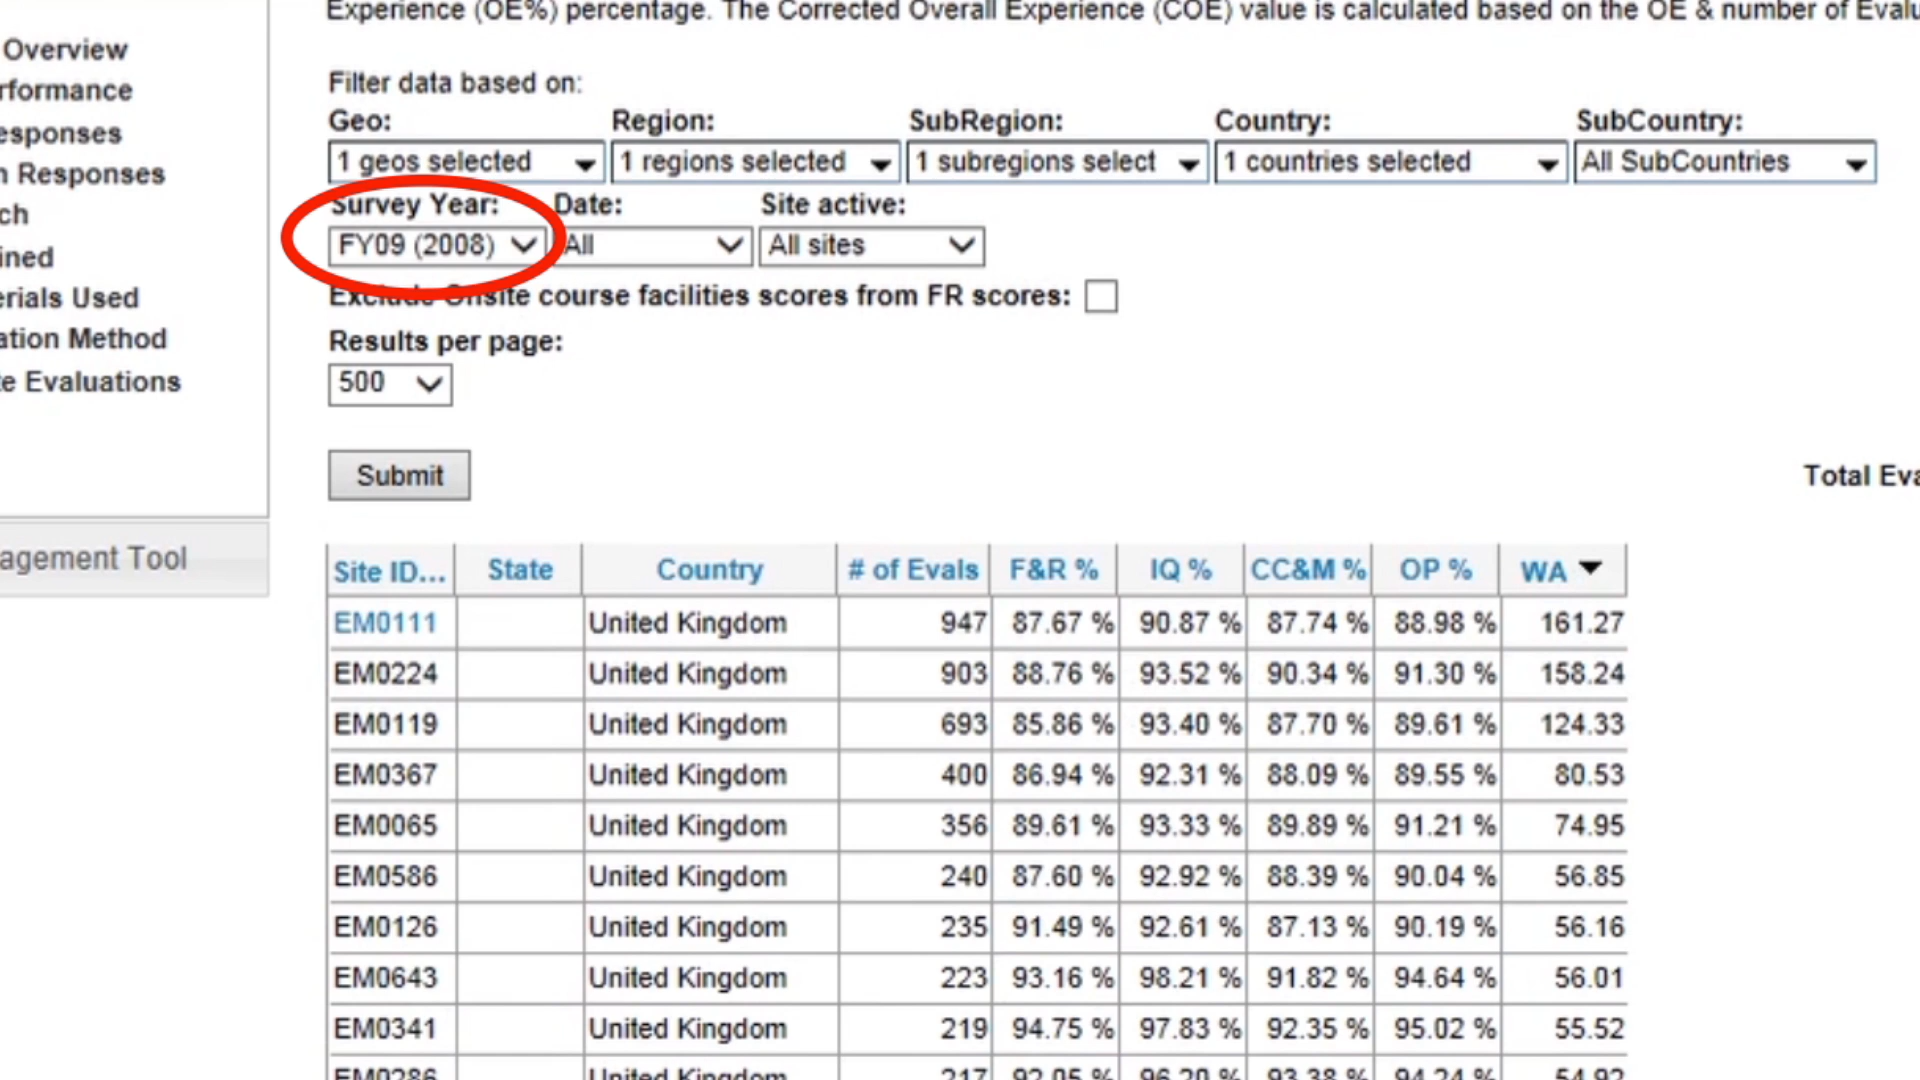 Experience (OE%) percentage. The Corrected Overall Experience (COE) value is calculated based on the OE & number of
Overview
Filter data based on:
Geo: Region: SubRegion: Country: SubCountry:
1 geos selected 1 regions selected 1 subregions select 1 countries selected All SubCountries
Responses
Survey Year: Date: Site active:
FY09 (2008) All All sites
Exclude Onsite course facilities scores from FR scores:
Used
Method
Results per page:
500
Evaluations
Submit
Total
Tool
Site ID... State Country # of Evals F&R % IQ % CC&M % OP % WA
EM0111 United Kingdom 947 87.67 % 90.87 % 87.74 % 88.98 % 161.27
EM0224 United Kingdom 903 88.76 % 93.52 % 90.34 % 91.30 % 158.24
EM0119 United Kingdom 693 85.86 % 93.40 % 87.70 % 89.61 % 124.33
EM0367 United Kingdom 400 86.94 % 92.31 % 88.09 % 89.55 % 80.53
EM0065 United Kingdom 356 89.61 % 93.33 % 89.89 % 91.21 % 74.95
EM0586 United Kingdom 240 87.60 % 92.92 % 88.39 % 90.04 % 56.85
EM0126 United Kingdom 235 91.49 % 92.61 % 87.13 % 90.19 % 56.16
EM0643 United Kingdom 223 93.16 % 98.21 % 91.82 % 94.64 % 56.01
EM0341 United Kingdom 219 94.75 % 97.83 % 92.35 % 95.02 % 55.52